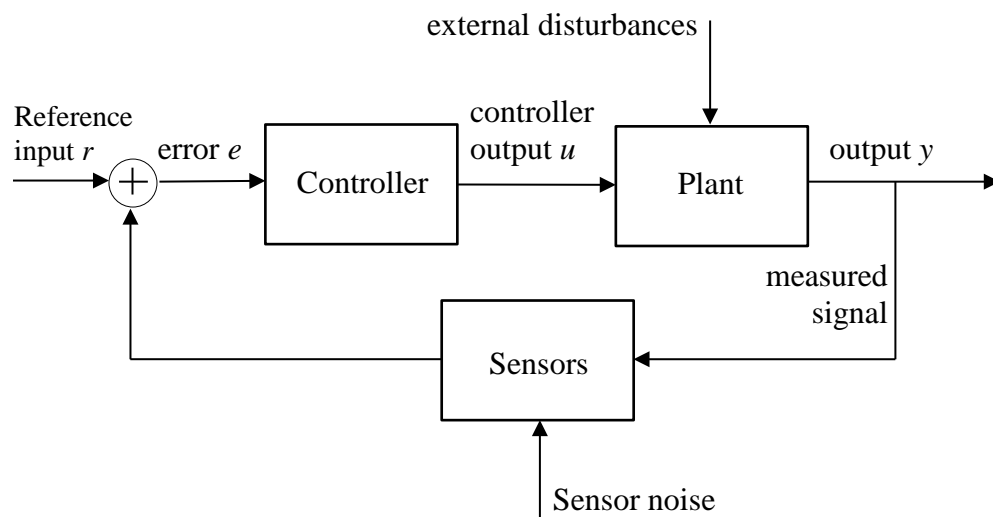 external disturbances
Reference
input r
error e
Controller
controller
output u
Plant
output y
measured
signal
Sensors
Sensor noise